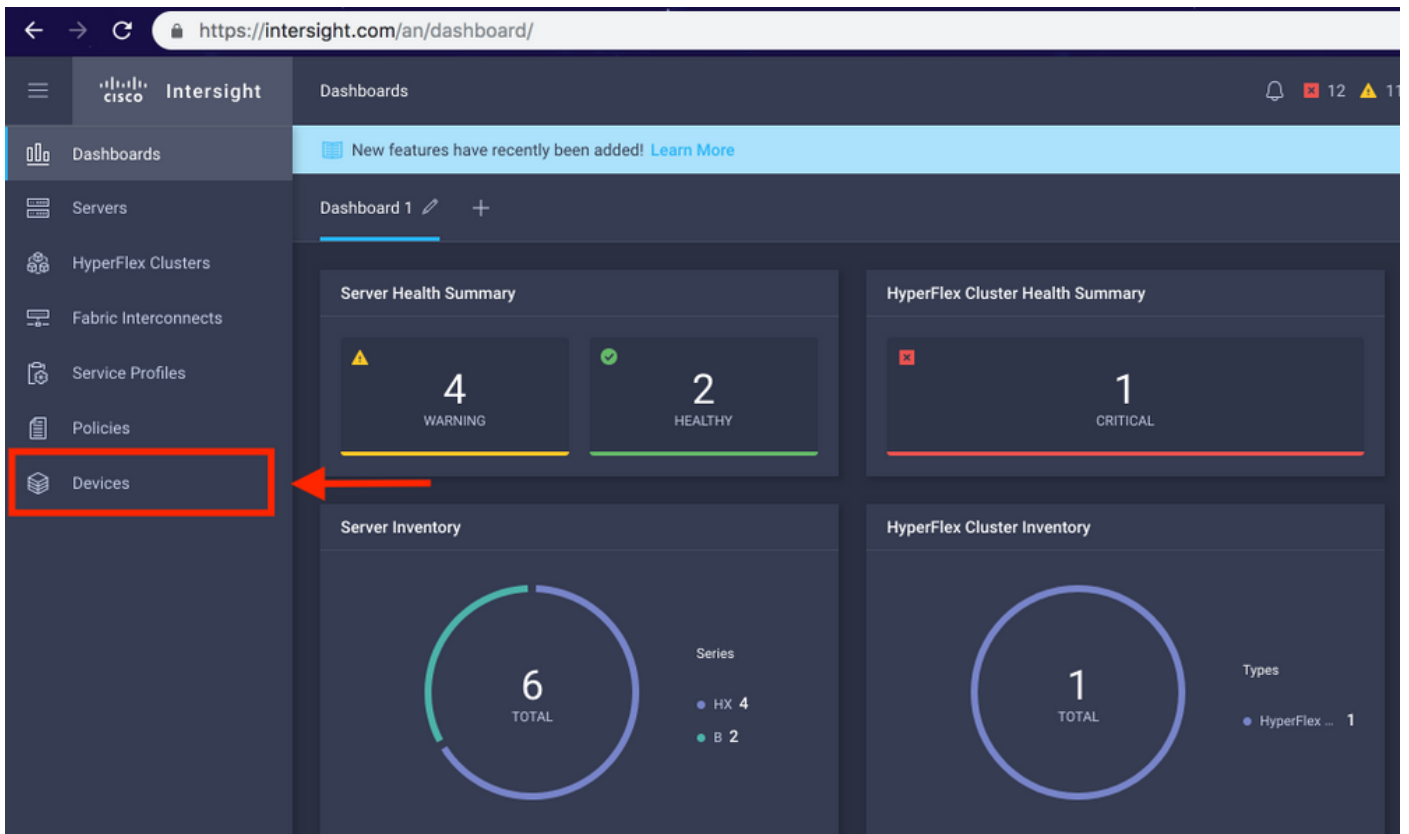 https://intersight.com/an/dashboard/
cisco Intersight
Dashboards
12
11
Dashboards
Servers
HyperFlex Clusters
Fabric Interconnects
Service Profiles
Policies
Devices
New features have recently been added! Learn More
Dashboard 1
Server Health Summary
4
WARNING
2
HEALTHY
HyperFlex Cluster Health Summary
1
CRITICAL
Server Inventory
6
TOTAL
Series
HX 4
B 2
HyperFlex Cluster Inventory
1
TOTAL
Types
HyperFlex ... 1